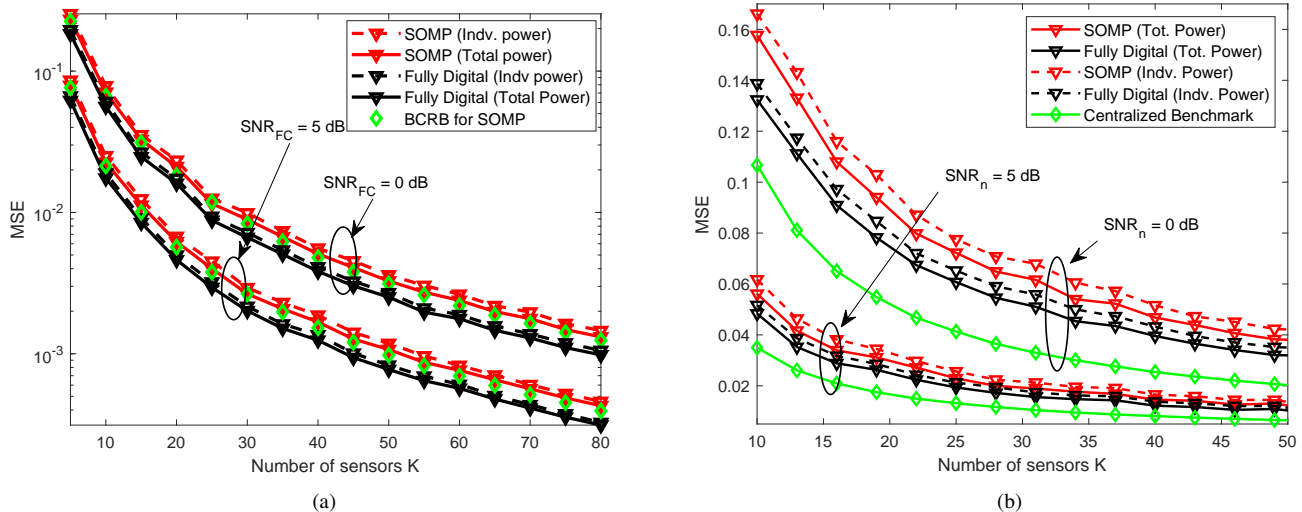 10^-1
10^-2
10^-3
MSE
10
20
30
40
50
60
70
80
Number of sensors K
SOMP (Indv. power)
SOMP (Total power)
Fully Digital (Indv power)
Fully Digital (Total Power)
BCRB for SOMP
SNR_FC = 5 dB
SNR_FC = 0 dB
(a)
0.16
0.14
0.12
0.1
0.08
0.06
0.04
0.02
MSE
10
15
20
25
30
35
40
45
50
Number of sensors K
SOMP (Tot. Power)
Fully Digital (Tot. Power)
SOMP (Indv. Power)
Fully Digital (Indv. Power)
Centralized Benchmark
SNR_n = 5 dB
SNR_n = 0 dB
(b)